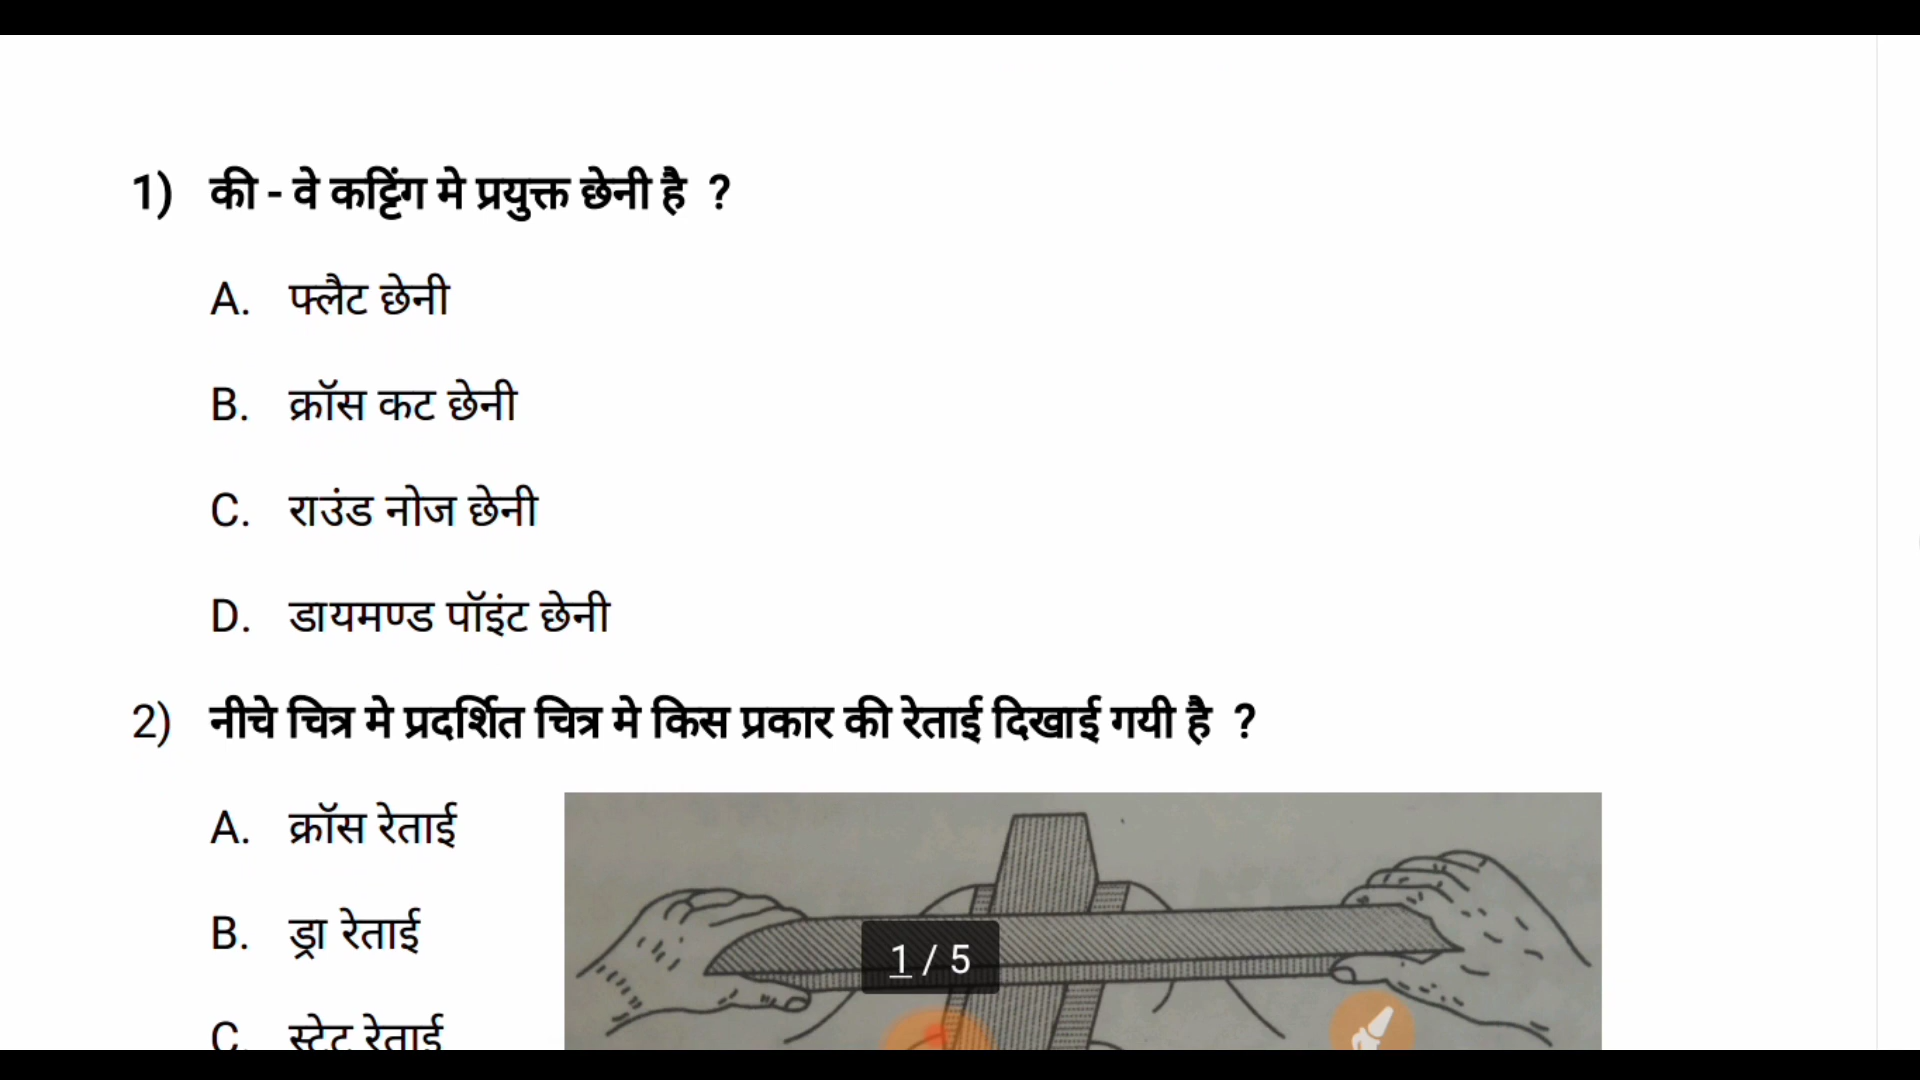 1) की - वे कट्टिंग मे प्रयुक्त छेनी है ?
A. फ्लैट छेनी
B. क्रॉस कट छेनी
C. राउंड नोज छेनी
D. डायमण्ड पॉइंट छेनी
2) नीचे चित्र मे प्रदर्शित चित्र मे किस प्रकार की रेताई दिखाई गयी है ?
A. क्रॉस रेताई
B. ड्रा रेताई
C. स्टेट रेताई
1 / 5